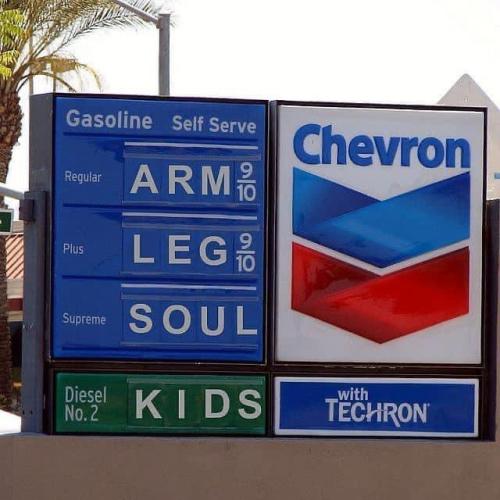 Gasoline Self Serve
Regular ARM 9/10
Plus LEG 9/10
Supreme SOUL
Diesel No. 2 KIDS
Chevron
with
TECHRON